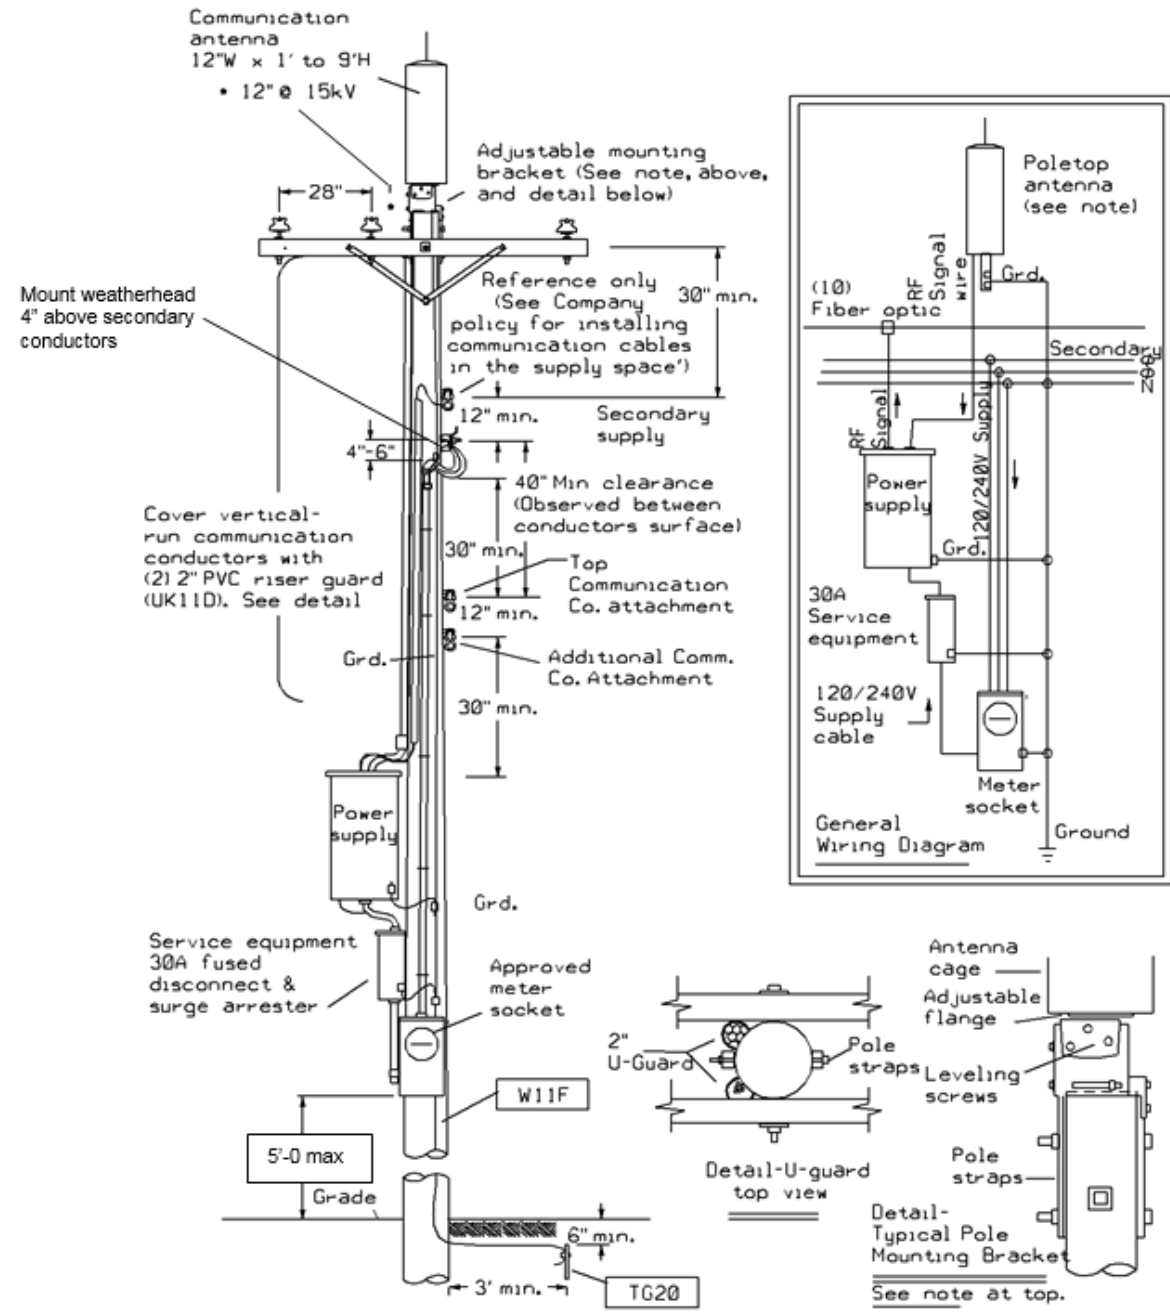 Communication
antenna
12"W x 1' to 9'H
* 12" @ 15kV
28"
*
Adjustable mounting
bracket (See note, above,
and detail below)
Mount weatherhead
4" above secondary
conductors
Reference only
(See Company
policy for installing
communication cables
in the supply space')
30" min.
12" min.
Secondary
supply
4"-6"
40" Min clearance
(Observed between
conductors surface)
30" min.
Cover vertical-
run communication
conductors with
(2) 2" PVC riser guard
(UK11D). See detail
Top
Communication
Co. attachment
12" min.
Grd.
Additional Comm.
Co. Attachment
30" min.
Power
supply
Grd.
Service equipment
30A fused
disconnect &
surge arrester
Approved
meter
socket
W11F
5'-0 max
Grade
6" min.
3' min.
TG20
Poletop
antenna
(see note)
RF
Signal
wire
Grd.
(10)
Fiber optic
Secondary
RF
Signal
120/240V Supply
Power
supply
Grd.
30A
Service
equipment
120/240V
Supply
cable
Meter
socket
General
Wiring Diagram
Ground
2"
U-Guard
Pole
straps
Detail-U-guard
top view
Antenna
cage
Adjustable
flange
Leveling
screws
Pole
straps
Detail-
Typical Pole
Mounting Bracket
See note at top.